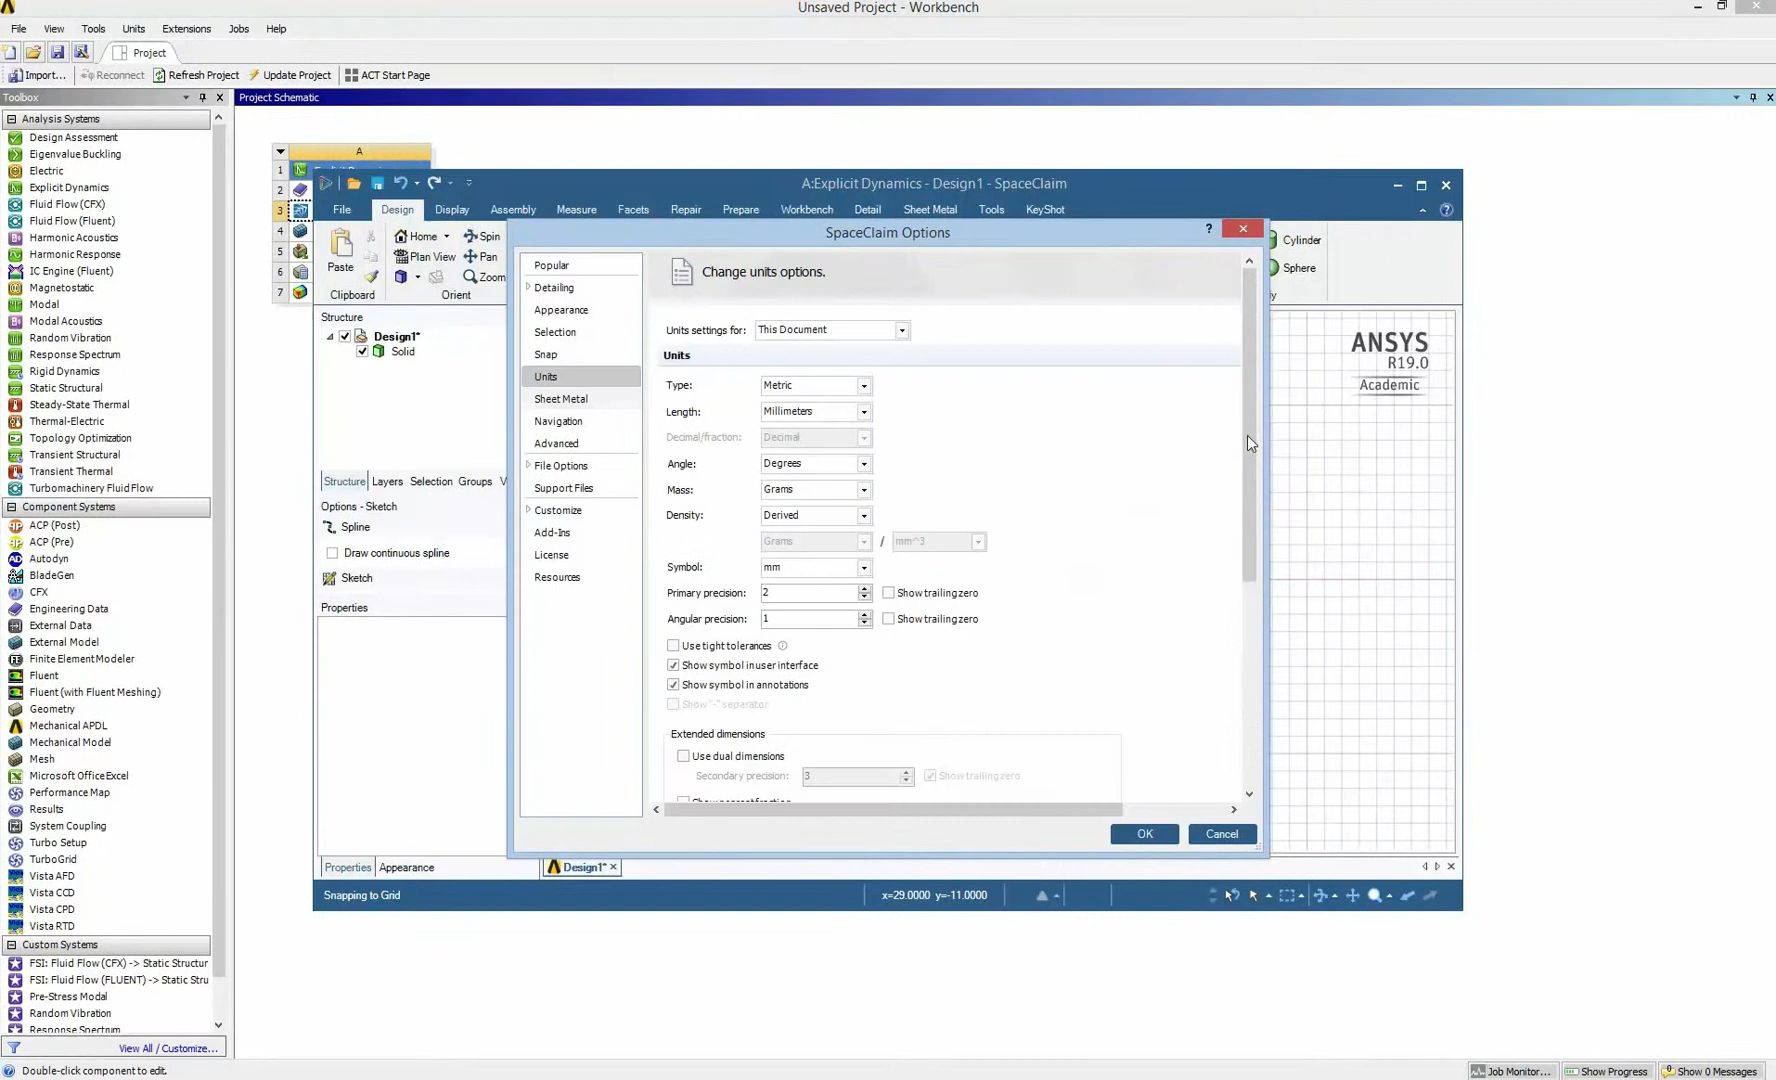 Unsaved Project - Workbench
File View Tools Units Extensions Jobs Help
Project
Import... Reconnect Refresh Project Update Project ACT Start Page
Toolbox
Project Schematic
Analysis Systems
Design Assessment
Eigenvalue Buckling
Electric
Explicit Dynamics
Fluid Flow (CFX)
Fluid Flow (Fluent)
Harmonic Acoustics
Harmonic Response
IC Engine (Fluent)
Magnetostatic
Modal
Modal Acoustics
Random Vibration
Response Spectrum
Rigid Dynamics
Static Structural
Steady-State Thermal
Thermal-Electric
Topology Optimization
Transient Structural
Transient Thermal
Turbomachinery Fluid Flow
Component Systems
ACP (Post)
ACP (Pre)
Autodyn
BladeGen
CFX
Engineering Data
External Data
External Model
Finite Element Modeler
Fluent
Fluent (with Fluent Meshing)
Geometry
Mechanical APDL
Mechanical Model
Mesh
Microsoft Office Excel
Performance Map
Results
System Coupling
Turbo Setup
TurboGrid
Vista AFD
Vista CCD
Vista CPD
Vista RTD
Custom Systems
FSI: Fluid Flow (CFX) -> Static Structur
FSI: Fluid Flow (FLUENT) -> Static Stru
Pre-Stress Modal
Random Vibration
Response Spectrum
View All / Customize...
Double-click component to edit.
A
1
2
3
4
5
6
7
A:Explicit Dynamics - Design1 - SpaceClaim
File Design Display Assembly Measure Facets Repair Prepare Workbench Detail Sheet Metal Tools KeyShot
Paste
Clipboard
Home Spin
Plan View Pan
Zoom
Orient
Cylinder
Sphere
Structure
Design1*
Solid
Structure Layers Selection Groups V
Options - Sketch
Spline
Draw continuous spline
Sketch
Properties
Properties Appearance
Design1*
Snapping to Grid
x=29.0000 y=-11.0000
ANSYS
R19.0
Academic
SpaceClaim Options
?
Popular
Detailing
Appearance
Selection
Snap
Units
Sheet Metal
Navigation
Advanced
File Options
Support Files
Customize
Add-Ins
License
Resources
Change units options.
Units settings for: This Document
Units
Type: Metric
Length: Millimeters
Decimal/fraction: Decimal
Angle: Degrees
Mass: Grams
Density: Derived
Grams / mm^3
Symbol: mm
Primary precision: 2 Show trailing zero
Angular precision: 1 Show trailing zero
Use tight tolerances
Show symbol in user interface
Show symbol in annotations
Show "-" separator
Extended dimensions
Use dual dimensions
Secondary precision: 3 Show trailing zero
Show nearest fraction
OK Cancel
Job Monitor... Show Progress Show 0 Messages